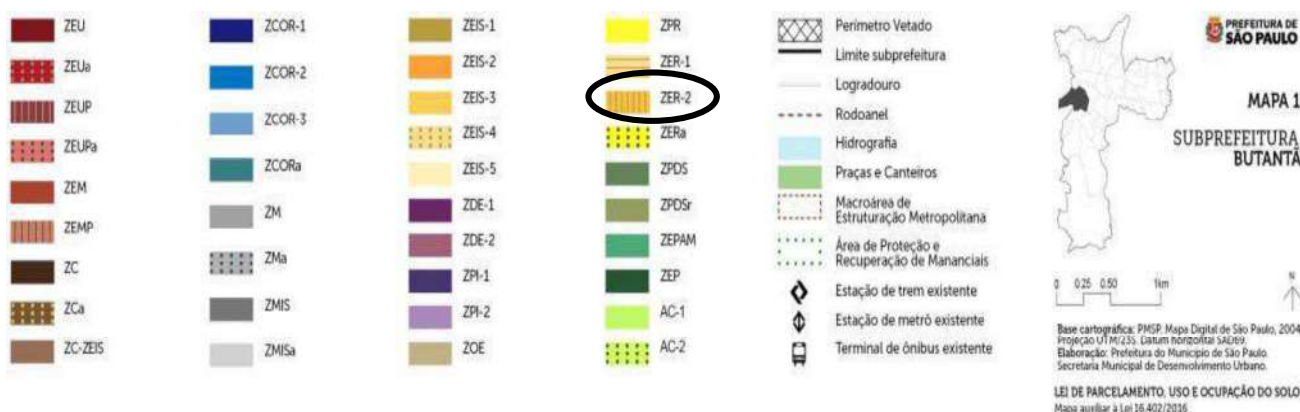 ZEU
ZEUa
ZEUP
ZEUPa
ZEM
ZEMP
ZC
ZCa
ZC-ZEIS
ZCOR-1
ZCOR-2
ZCOR-3
ZCORa
ZM
ZMa
ZMIS
ZMISa
ZEIS-1
ZEIS-2
ZEIS-3
ZEIS-4
ZEIS-5
ZDE-1
ZDE-2
ZPI-1
ZPI-2
ZOE
ZPR
ZER-1
ZER-2
ZERa
ZPDS
ZPDSr
ZEPAM
ZEP
AC-1
AC-2
Perímetro Vetado
Limite subprefeitura
Logradouro
Rodoanel
Hidrografia
Praças e Canteiros
Macroárea de
Estruturação Metropolitana
Área de Proteção e
Recuperação de Mananciais
Estação de trem existente
Estação de metrô existente
Terminal de ônibus existente
PREFEITURA DE
SÃO PAULO
MAPA 1
SUBPREFEITURA
BUTANTÃ
0 0.25 0.50 1km
N
Base cartográfica: PMSP. Mapa Digital de São Paulo, 2004
Projeção UTM/23S. Datum horizontal SAD69.
Elaboração: Prefeitura do Município de São Paulo.
Secretaria Municipal de Desenvolvimento Urbano.
LEI DE PARCELAMENTO, USO E OCUPAÇÃO DO SOLO
Mapa auxiliar à Lei 16.402/2016